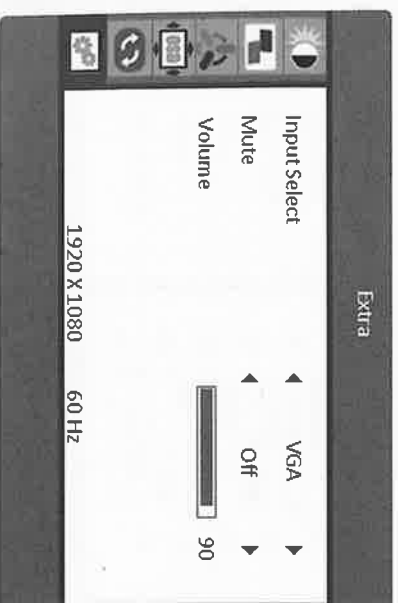 Extra
Input Select VGA
Mute Off
Volume 90
1920 X 1080 60 Hz